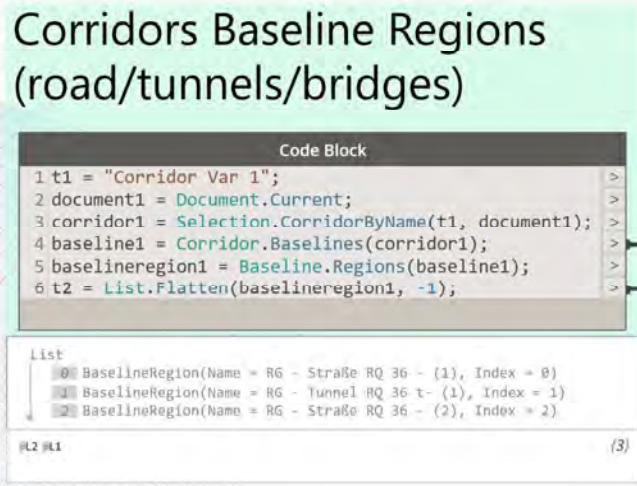 Corridors Baseline Regions
(road/tunnels/bridges)
Code Block
1 t1 = "Corridor Var 1"; >
2 document1 = Document.Current; >
3 corridor1 = Selection.CorridorByName(t1, document1); >
4 baseline1 = Corridor.Baselines(corridor1); >
5 baselineregion1 = Baseline.Regions(baseline1); >
6 t2 = List.Flatten(baselineregion1, -1); >
List
0 BaselineRegion(Name = RG - Straße RQ 36 - (1), Index = 0)
1 BaselineRegion(Name = RG - Tunnel RQ 36 t- (1), Index = 1)
2 BaselineRegion(Name = RG - Straße RQ 36 - (2), Index = 2)
@L2 @L1 {3}